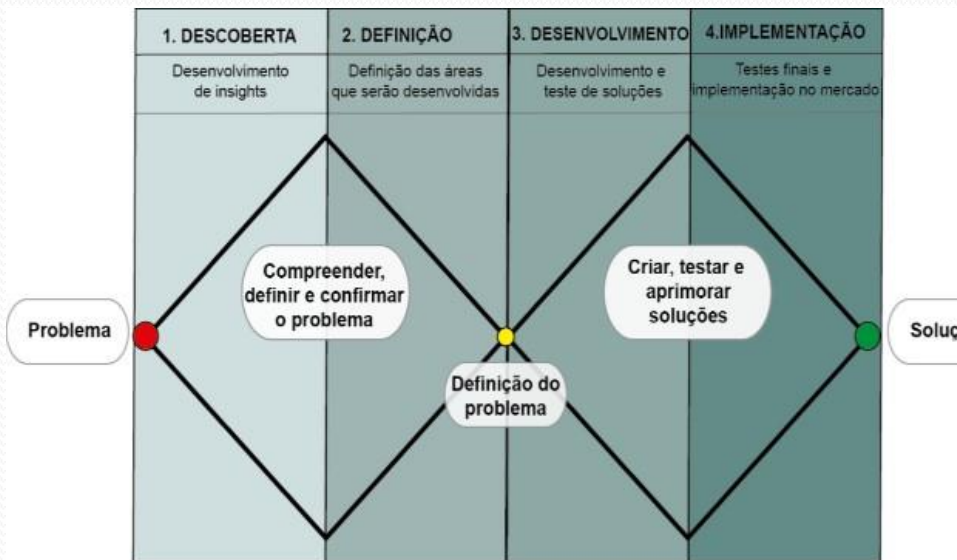 1. DESCOBERTA
2. DEFINIÇÃO
3. DESENVOLVIMENTO
4.IMPLEMENTAÇÃO
Desenvolvimento
de insights
Definição das áreas
que serão desenvolvidas
Desenvolvimento e
teste de soluções
Testes finais e
implementação no mercado
Compreender,
definir e confirmar
o problema
Criar, testar e
aprimorar
soluções
Problema
Definição do
problema